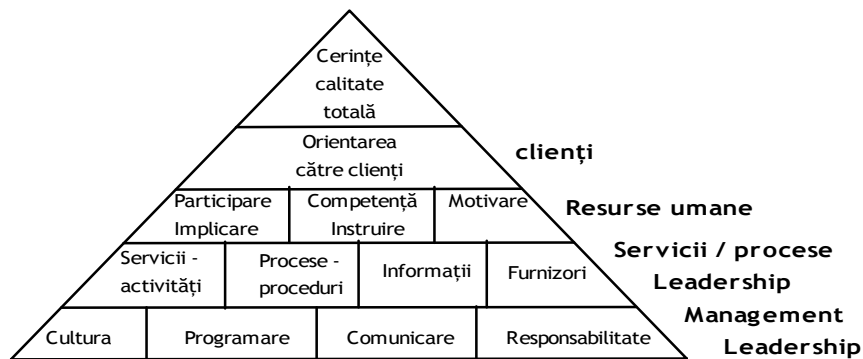 Cerințe
calitate
totală
Orientarea
către clienți
clienți
Participare
Implicare
Competență
Instruire
Motivare
Resurse umane
Servicii -
activități
Procese -
proceduri
Informații
Furnizori
Servicii / procese
Leadership
Cultura
Programare
Comunicare
Responsabilitate
Management
Leadership